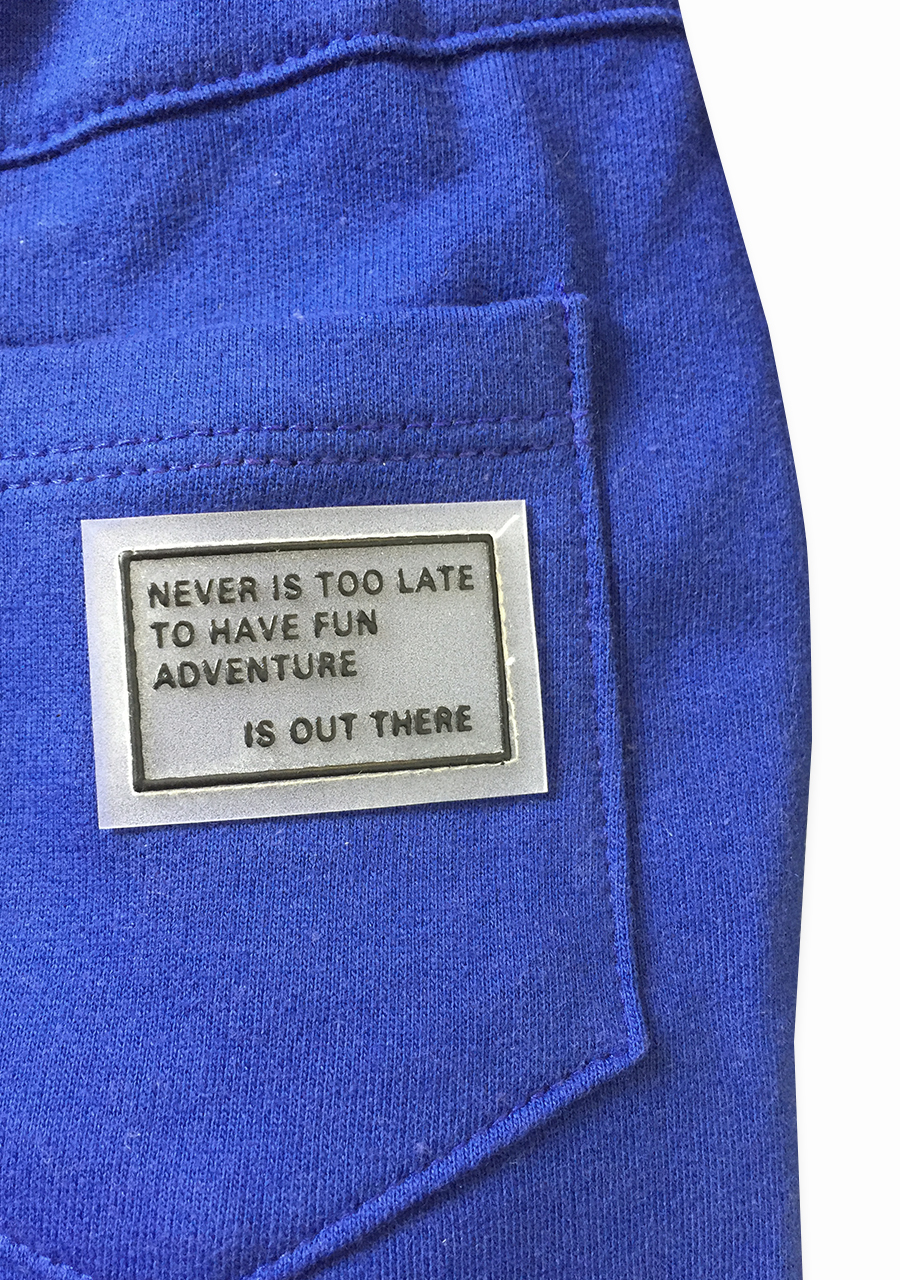 NEVER IS TOO LATE
TO HAVE FUN
ADVENTURE
IS OUT THERE